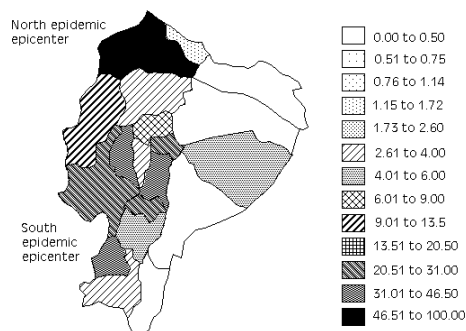 North epidemic
epicenter
South
epidemic
epicenter
0.00 to 0.50
0.51 to 0.75
0.76 to 1.14
1.15 to 1.72
1.73 to 2.60
2.61 to 4.00
4.01 to 6.00
6.01 to 9.00
9.01 to 13.5
13.51 to 20.50
20.51 to 31.00
31.01 to 46.50
46.51 to 100.00